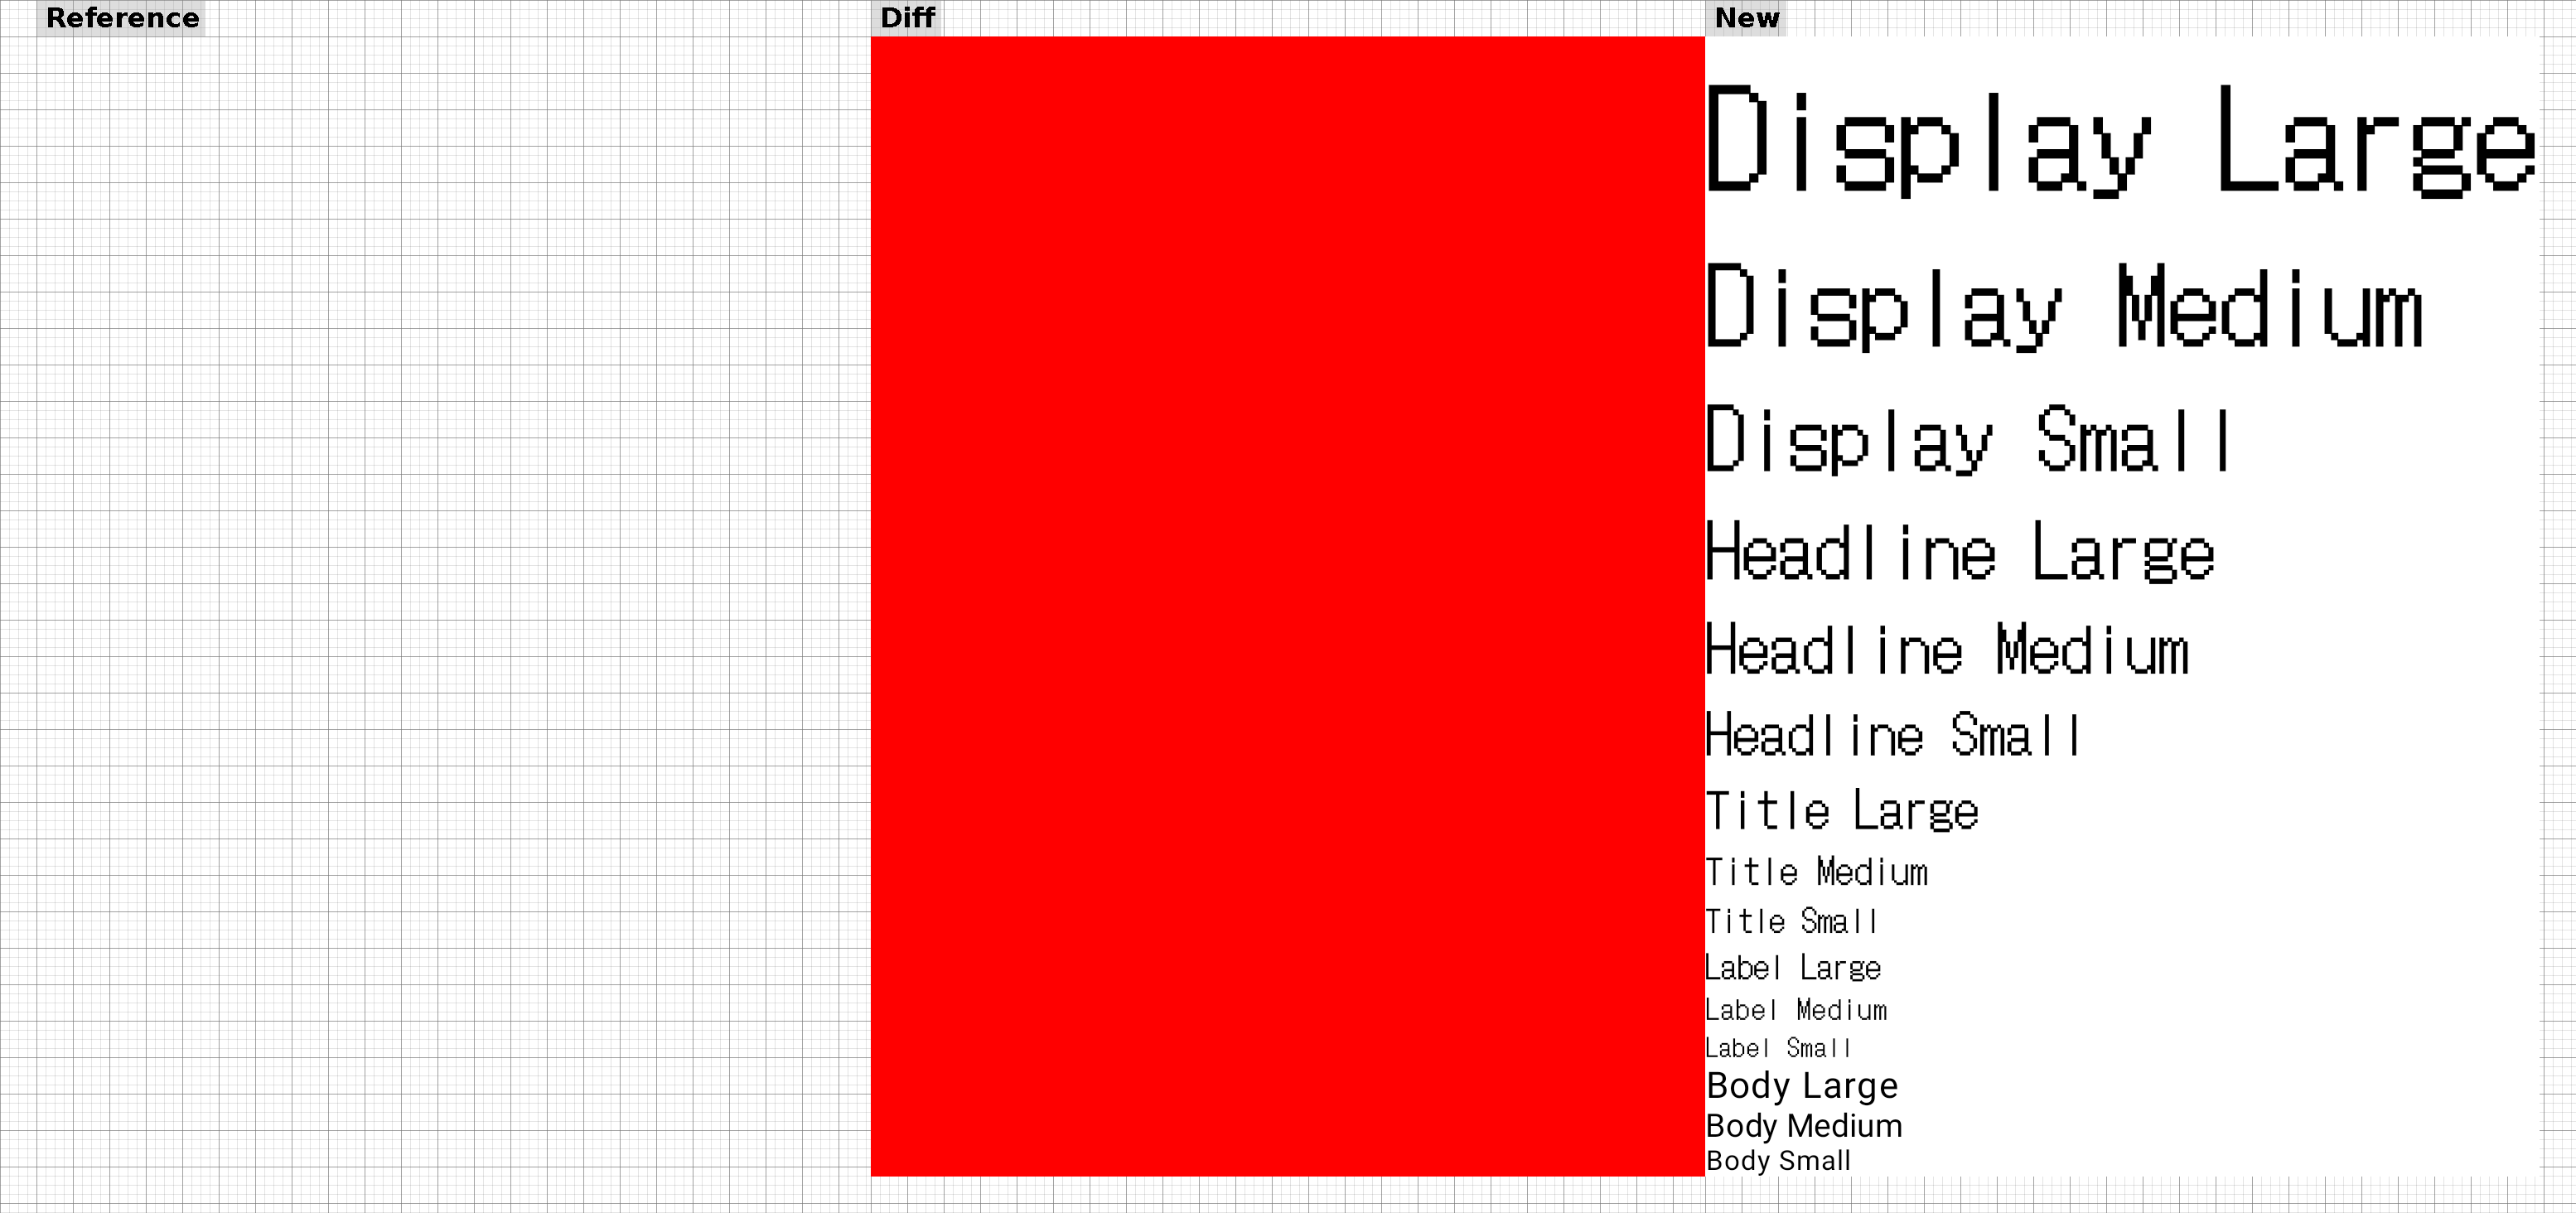 Reference Diff New
Display Large
Display Medium
Display Small
Headline Large
Headline Medium
Headline Small
Title Large
Title Medium
Title Small
Label Large
Label Medium
Label Small
Body Large
Body Medium
Body Small